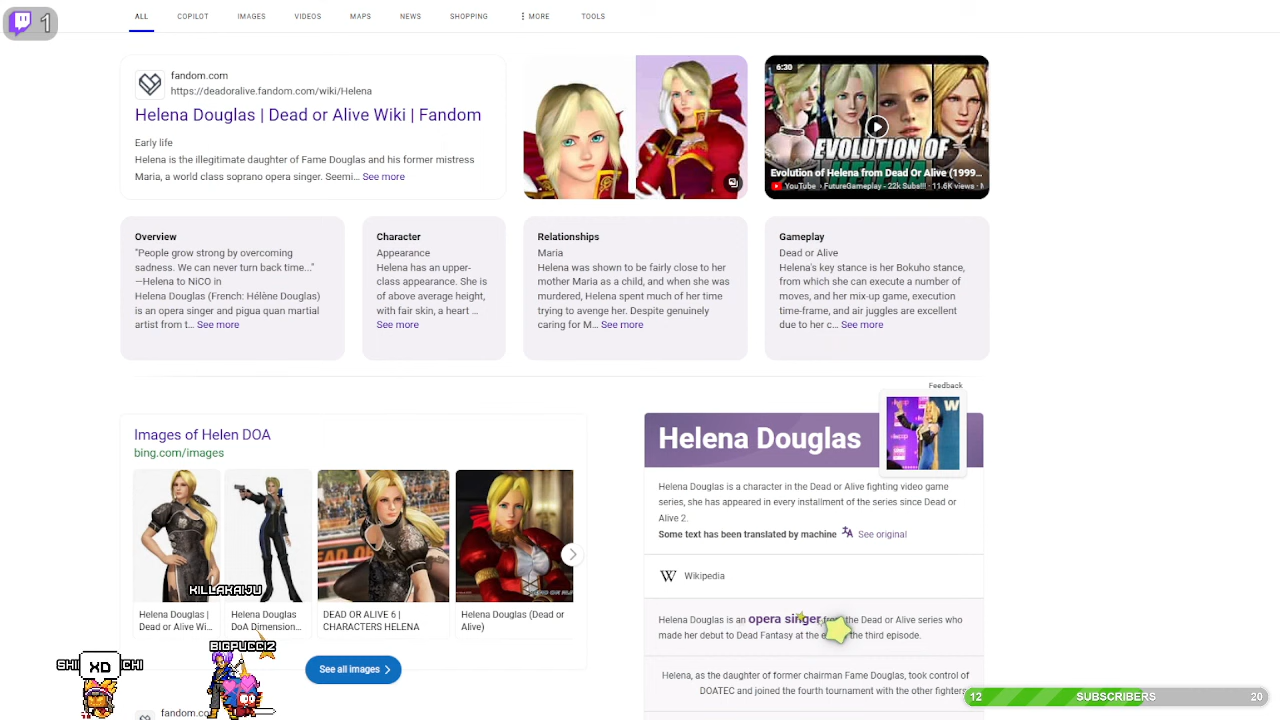 1
ALL
COPILOT
IMAGES
VIDEOS
MAPS
NEWS
SHOPPING
MORE
TOOLS
fandom.com
https://deadoralive.fandom.com/wiki/Helena
Helena Douglas | Dead or Alive Wiki | Fandom
Early life
Helena is the illegitimate daughter of Fame Douglas and his former mistress
Maria, a world class soprano opera singer. Seemi... See more
6:30
EVOLUTION OF
HELENA
Evolution of Helena from Dead Or Alive (1999...
YouTube › FutureGameplay - 22k Subs!!! - 11.6K views -
Overview
"People grow strong by overcoming
sadness. We can never turn back time..."
—Helena to NiCO in
Helena Douglas (French: Hélène Douglas)
is an opera singer and pigua quan martial
artist from t... See more
Character
Appearance
Helena has an upper-
class appearance. She is
of above average height,
with fair skin, a heart ...
See more
Relationships
Maria
Helena was shown to be fairly close to her
mother Maria as a child, and when she was
murdered, Helena spent much of her time
trying to avenge her. Despite genuinely
caring for M... See more
Gameplay
Dead or Alive
Helena's key stance is her Bokuho stance,
from which she can execute a number of
moves, and her mix-up game, execution
time-frame, and air juggles are excellent
due to her c... See more
Feedback
Images of Helen DOA
bing.com/images
KILLAKAIJU
Helena Douglas |
Dead or Alive Wi...
Helena Douglas
DoA Dimension...
DEAD OR ALIVE 6 |
CHARACTERS HELENA
Helena Douglas (Dead or
Alive)
BIGPUCCI2
XD
See all images
fandom.com
Helena Douglas
Helena Douglas is a character in the Dead or Alive fighting video game
series, she has appeared in every installment of the series since Dead or
Alive 2.
Some text has been translated by machine See original
W Wikipedia
Helena Douglas is an opera singer from the Dead or Alive series who
made her debut to Dead Fantasy at the the third episode.
Helena, as the daughter of former chairman Fame Douglas, took control of
DOATEC and joined the fourth tournament with the other fighters
12
SUBSCRIBERS
20